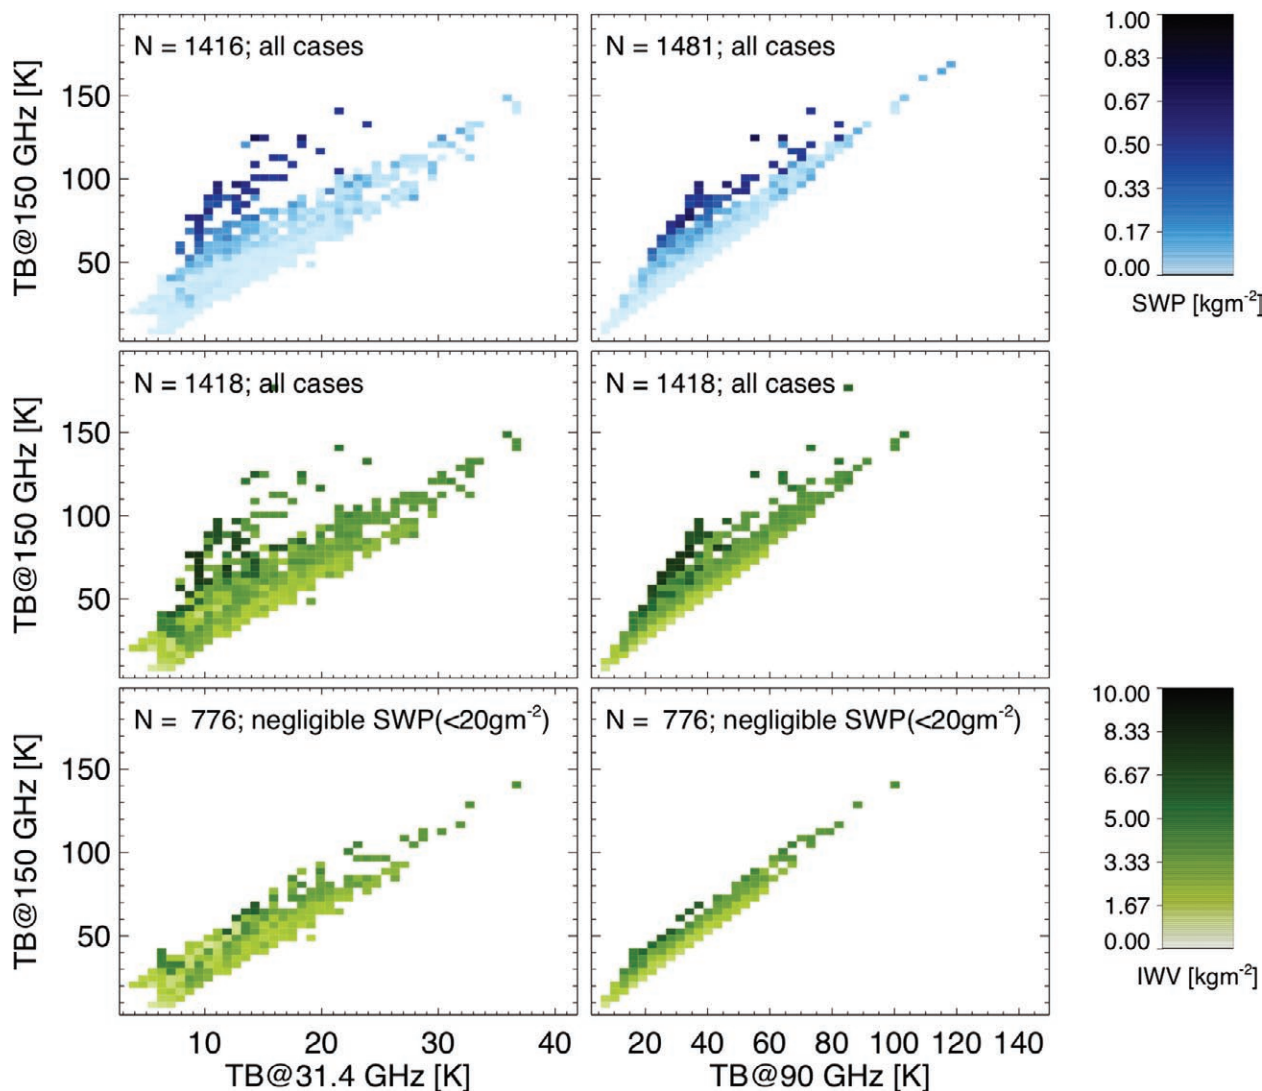 N = 1416; all cases
N = 1481; all cases
TB@150 GHz [K]
150
100
50
1.00
0.83
0.67
0.50
0.33
0.17
0.00
SWP [kgm-2]
N = 1418; all cases
N = 1418; all cases
TB@150 GHz [K]
150
100
50
N = 776; negligible SWP(<20gm-2)
N = 776; negligible SWP(<20gm-2)
TB@150 GHz [K]
150
100
50
10.00
8.33
6.67
5.00
3.33
1.67
0.00
IWV [kgm-2]
10 20 30 40
20 40 60 80 100 120 140
TB@31.4 GHz [K]
TB@90 GHz [K]